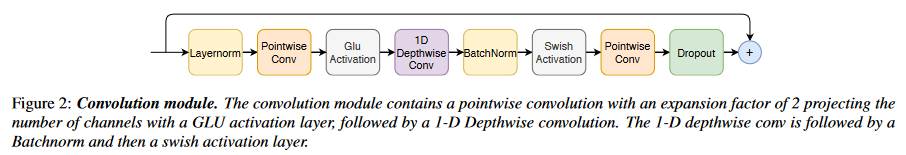 Layernorm
Pointwise
Conv
Glu
Activation
1D
Depthwise
Conv
BatchNorm
Swish
Activation
Pointwise
Conv
Dropout
+
Figure 2: Convolution module. The convolution module contains a pointwise convolution with an expansion factor of 2 projecting the
number of channels with a GLU activation layer, followed by a 1-D Depthwise convolution. The 1-D depthwise conv is followed by a
Batchnorm and then a swish activation layer.